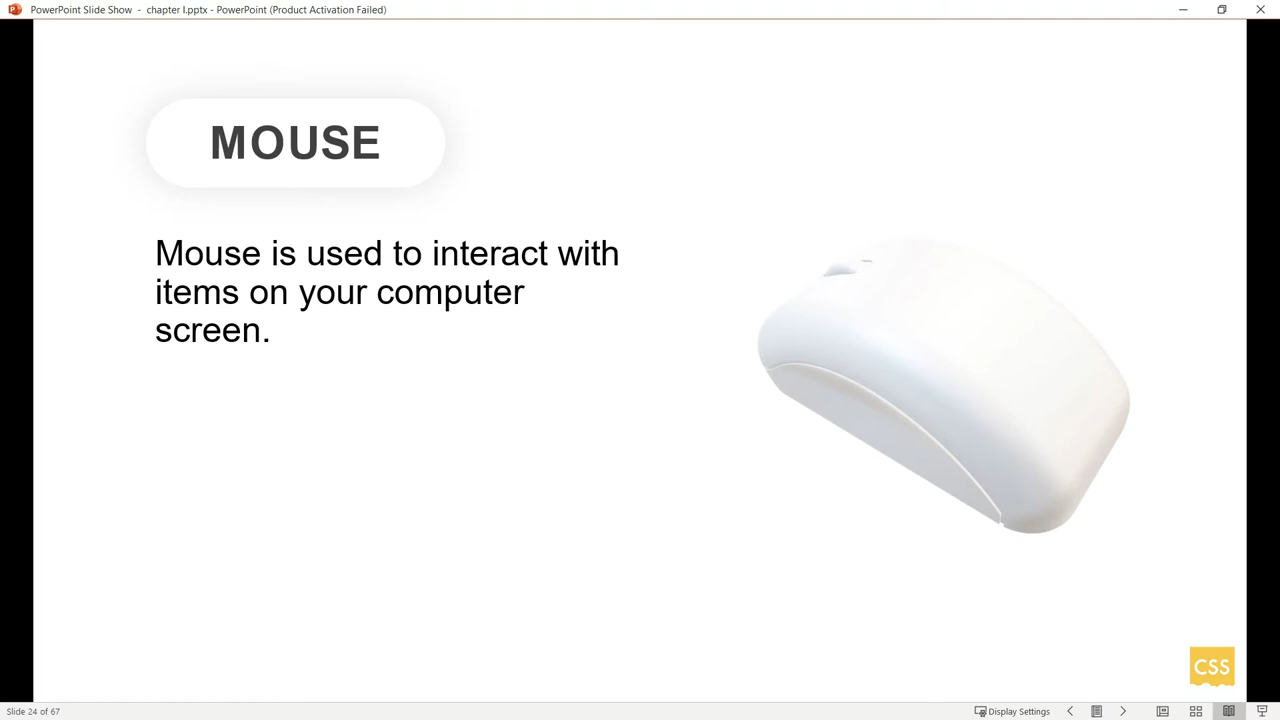 PowerPoint Slide Show - chapter I.pptx - PowerPoint (Product Activation Failed)
MOUSE
Mouse is used to interact with
items on your computer
screen.
CSS
Slide 24 of 67
Display Settings